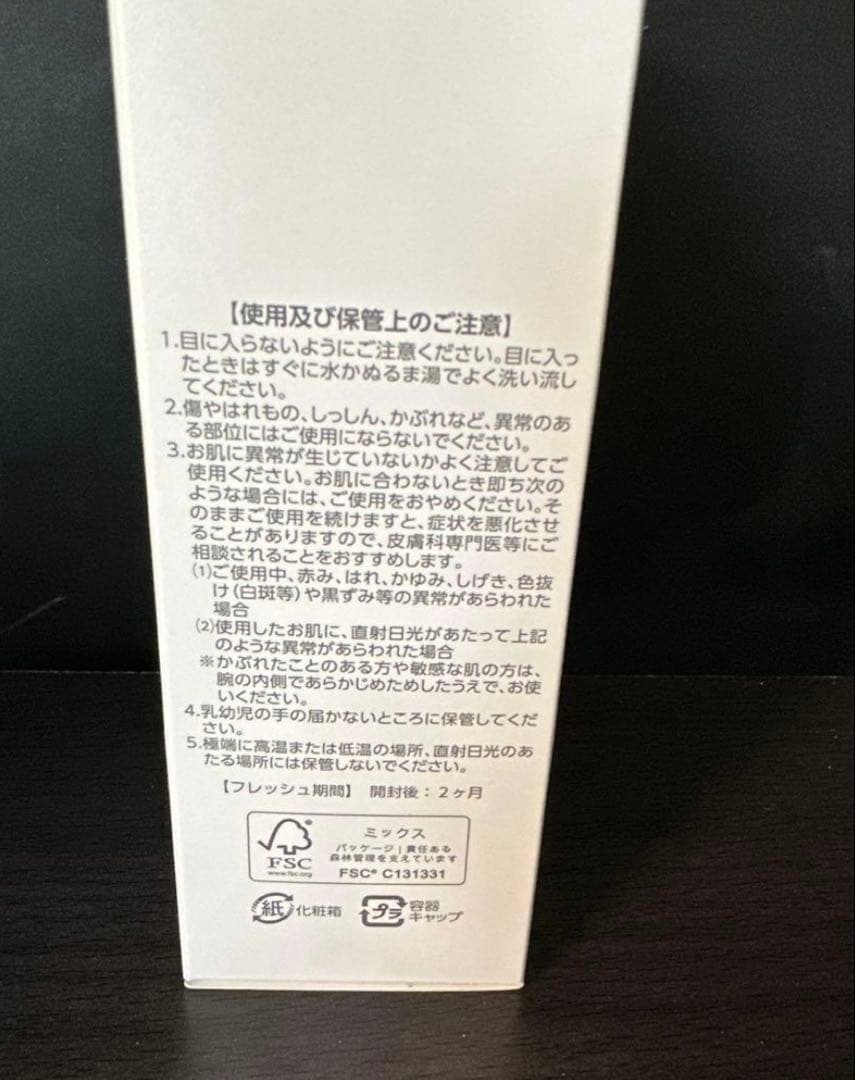 【使用及び保管上のご注意】
1.目に入らないようにご注意ください。目に入っ
たときはすぐに水かぬるま湯でよく洗い流し
てください。
2.傷やはれもの、しっしん、かぶれなど、異常のあ
る部位にはご使用にならないでください。
3.お肌に異常が生じていないかよく注意してご
使用ください。お肌に合わないとき即ち次の
ような場合には、ご使用をおやめください。そ
のままご使用を続けますと、症状を悪化させ
ることがありますので、皮膚科専門医等にご
相談されることをおすすめします。
(1)ご使用中、赤み、はれ、かゆみ、しげき、色抜
け(白斑等)や黒ずみ等の異常があらわれた
場合
(2)使用したお肌に、直射日光があたって上記
のような異常があらわれた場合
※かぶれたことのある方や敏感な肌の方は、
腕の内側であらかじめためしたうえで、お使
いください。
4.乳幼児の手の届かないところに保管してくだ
さい。
5.極端に高温または低温の場所、直射日光のあ
たる場所には保管しないでください。
【フレッシュ期間】 開封後：2ヶ月
FSC
www.fsc.org
ミックス
パッケージ|責任ある
森林管理を支えています
FSC® C131331
紙 化粧箱
プラ 容器
キャップ